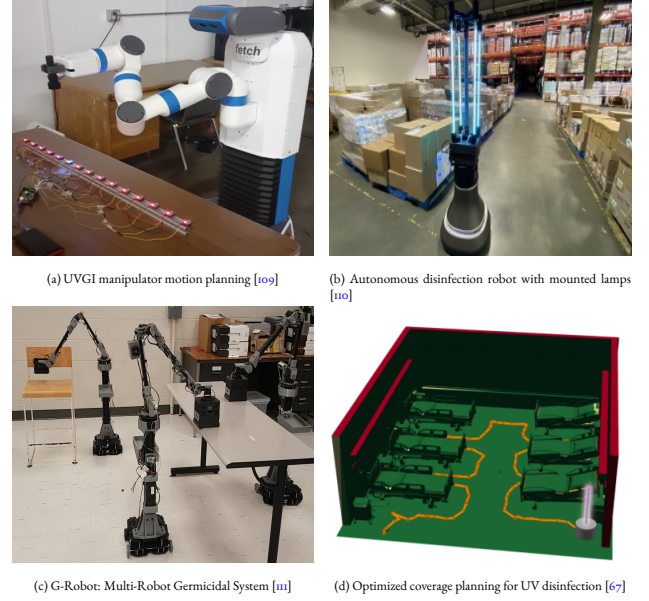 fetch
(a) UVGI manipulator motion planning [109]
(b) Autonomous disinfection robot with mounted lamps
[110]
(c) G-Robot: Multi-Robot Germicidal System [111]
(d) Optimized coverage planning for UV disinfection [67]